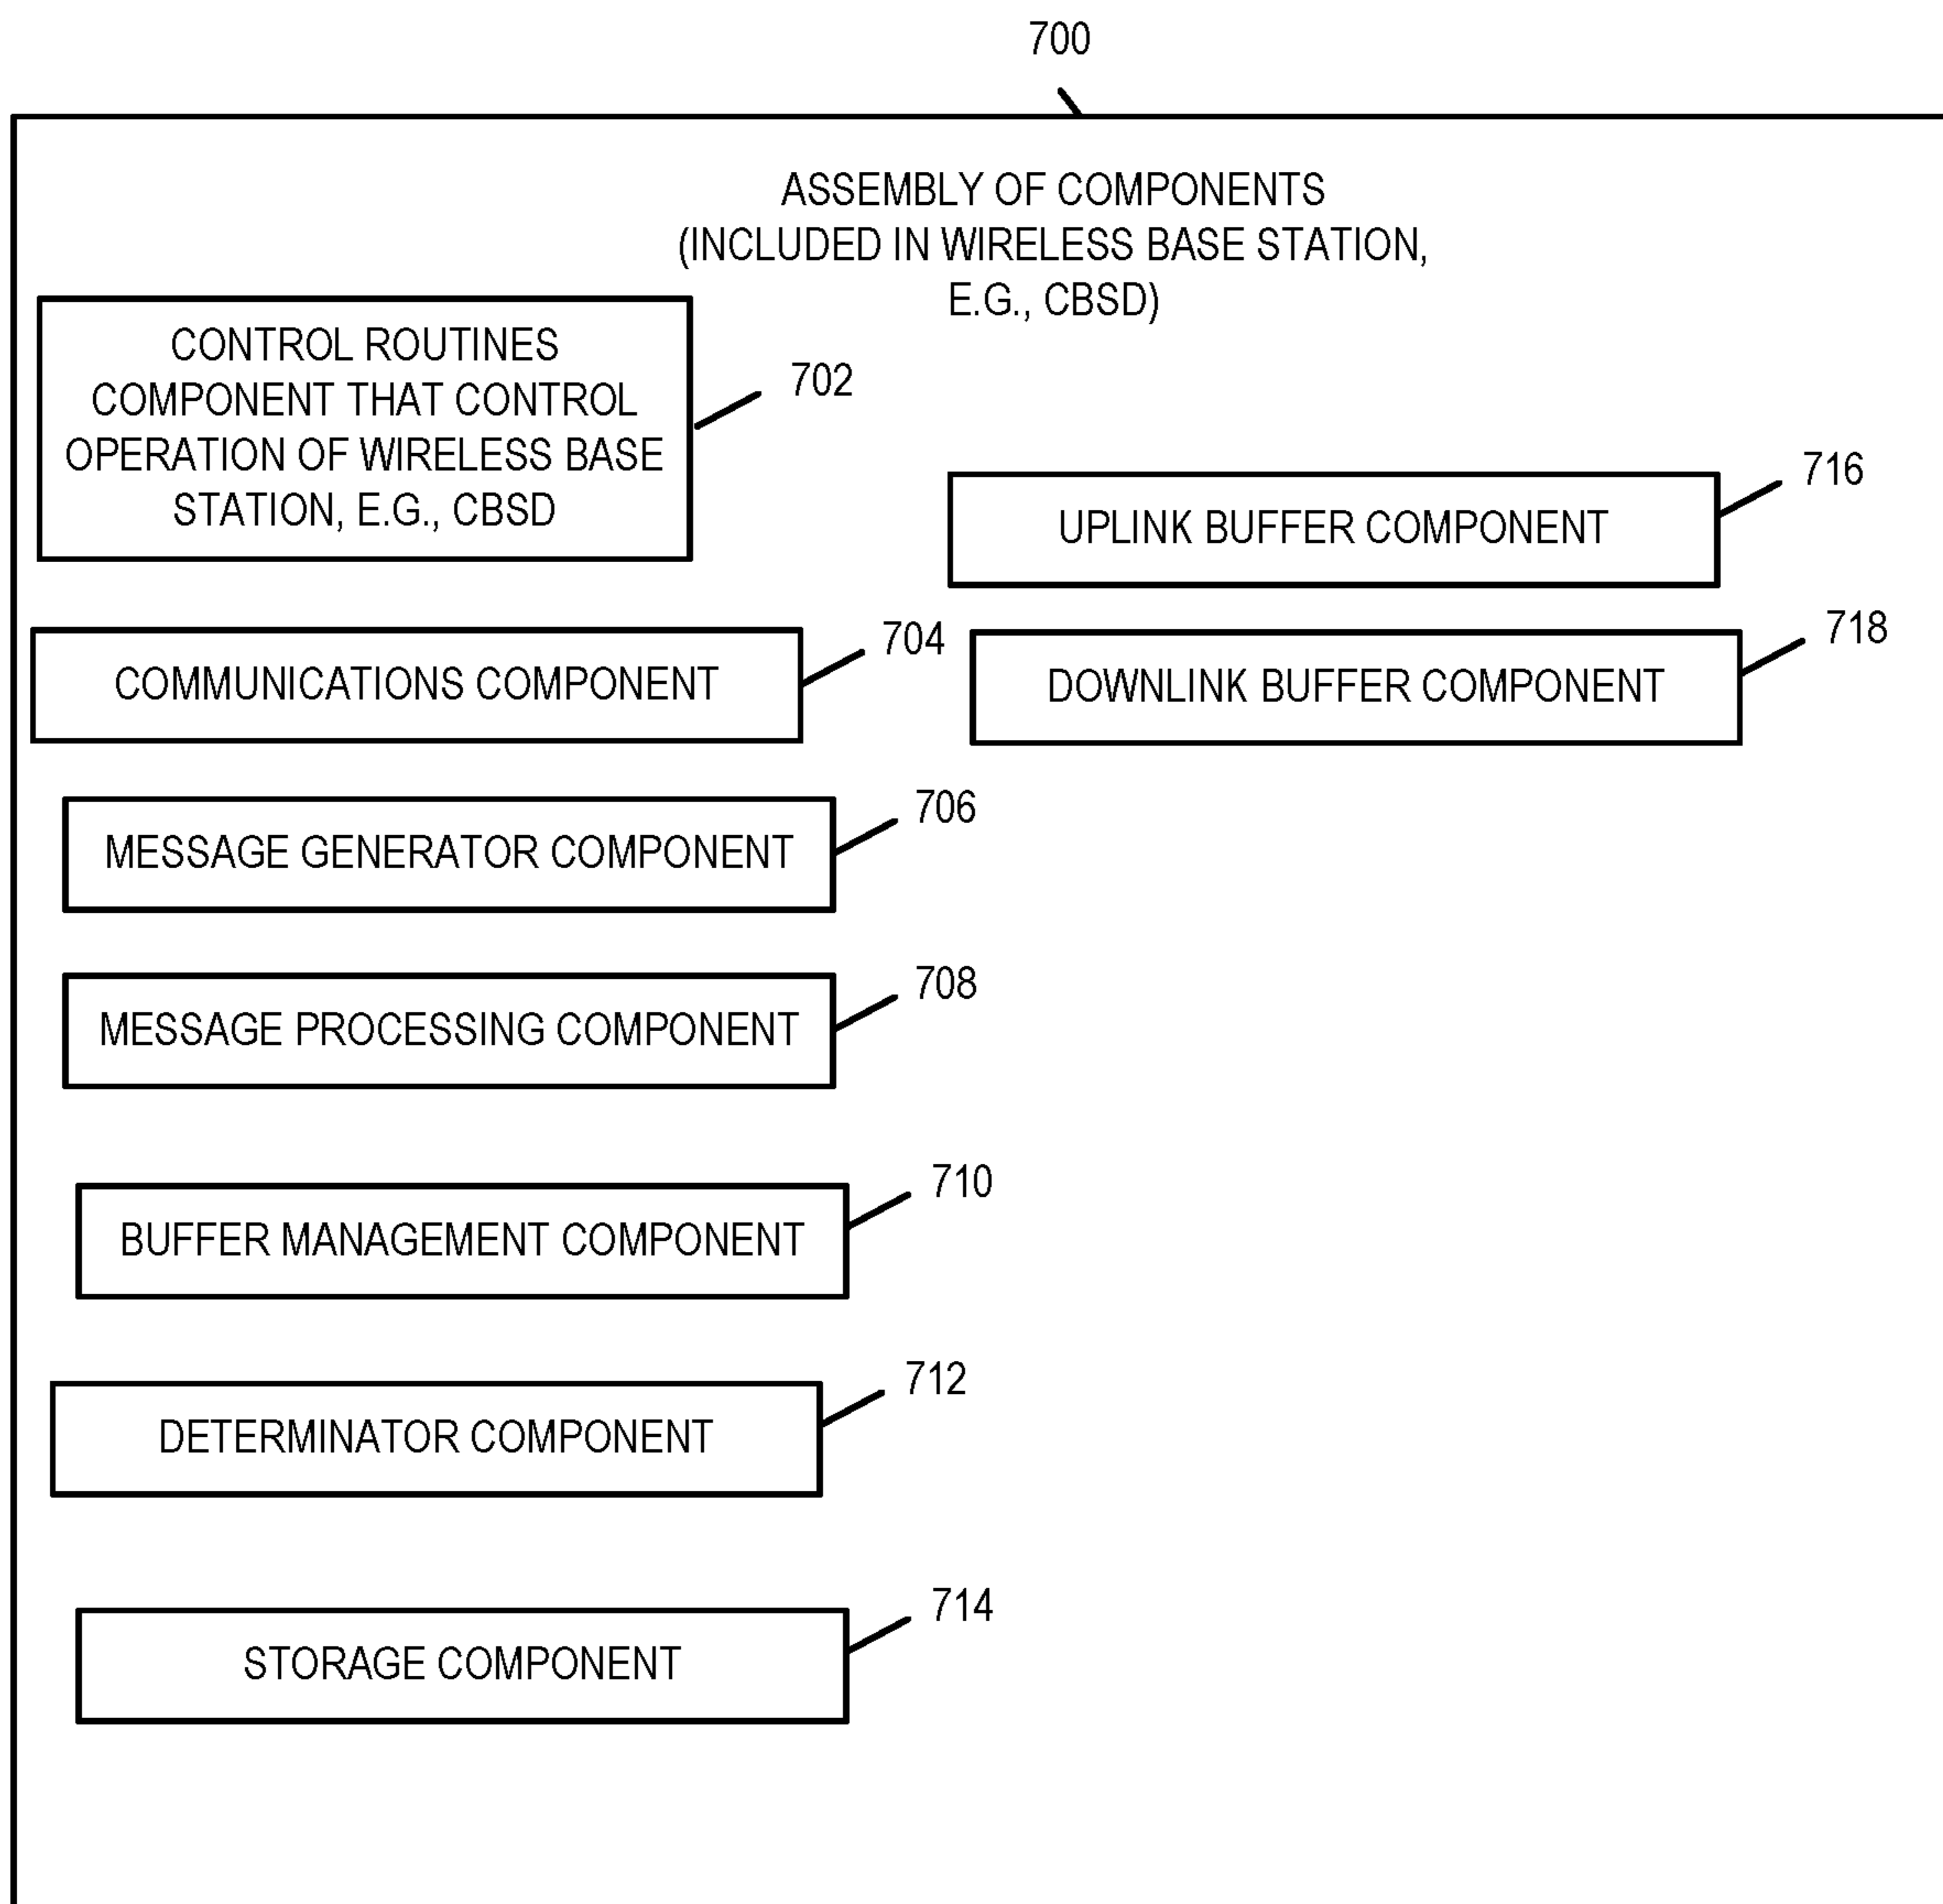 700
ASSEMBLY OF COMPONENTS
(INCLUDED IN WIRELESS BASE STATION,
E.G., CBSD)
CONTROL ROUTINES
COMPONENT THAT CONTROL
OPERATION OF WIRELESS BASE
STATION, E.G., CBSD
702
COMMUNICATIONS COMPONENT
704
MESSAGE GENERATOR COMPONENT
706
MESSAGE PROCESSING COMPONENT
708
BUFFER MANAGEMENT COMPONENT
710
DETERMINATOR COMPONENT
712
STORAGE COMPONENT
714
UPLINK BUFFER COMPONENT
716
DOWNLINK BUFFER COMPONENT
718